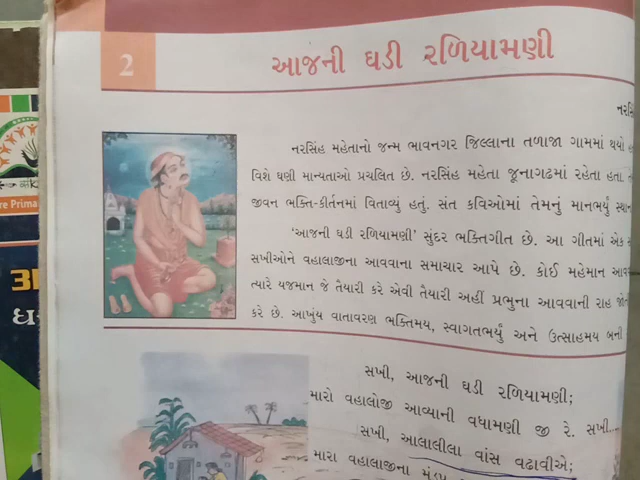 2
આજની ઘડી રળિયામણી
નરસિંહ મહેતાનો જન્મ ભાવનગર જિલ્લાના તળાજા ગામમાં થયો
વિશે ઘણી માન્યતાઓ પ્રચલિત છે. નરસિંહ મહેતા જૂનાગઢમાં રહેતા હતા.
જીવન ભક્તિ-કીર્તનમાં વિતાવ્યું હતું. સંત કવિઓમાં તેમનું માનભર્યું સ્થાન
'આજની ઘડી રળિયામણી' સુંદર ભક્તિગીત છે. આ ગીતમાં એક
સખીઓને વહાલાજીના આવવાના સમાચાર આપે છે. કોઈ મહેમાન
ત્યારે યજમાન જે તૈયારી કરે એવી તૈયારી અહીં પ્રભુના આવવાની રાહ
કરે છે. આખુંય વાતાવરણ ભક્તિમય, સ્વાગતભર્યું અને ઉત્સાહમય બની
સખી, આજની ઘડી રળિયામણી;
મારો વહાલોજી આવ્યાની વધામણી જી રે. સખી...
સખી, આલાલીલા વાંસ વઢાવીએ;
મારા વહાલાજીના મંડપ